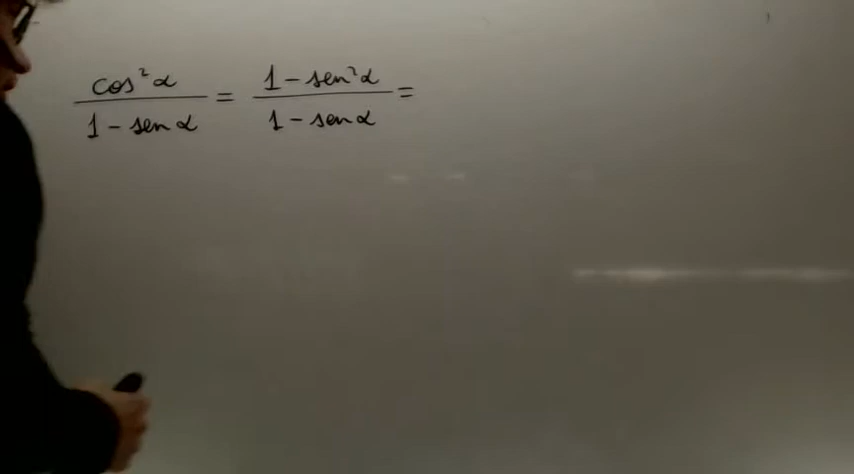 cos²α / 1 - sen α = 1 - sen²α / 1 - sen α =